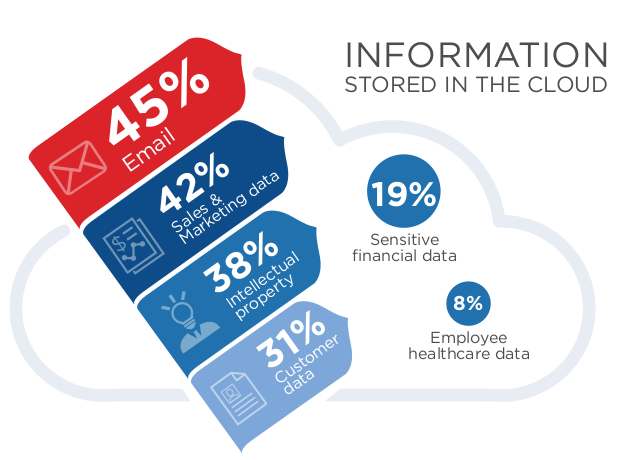 INFORMATION
STORED IN THE CLOUD
45%
Email
42%
Sales &
Marketing data
38%
Intellectual
property
31%
Customer
data
19%
Sensitive
financial data
8%
Employee
healthcare data
$